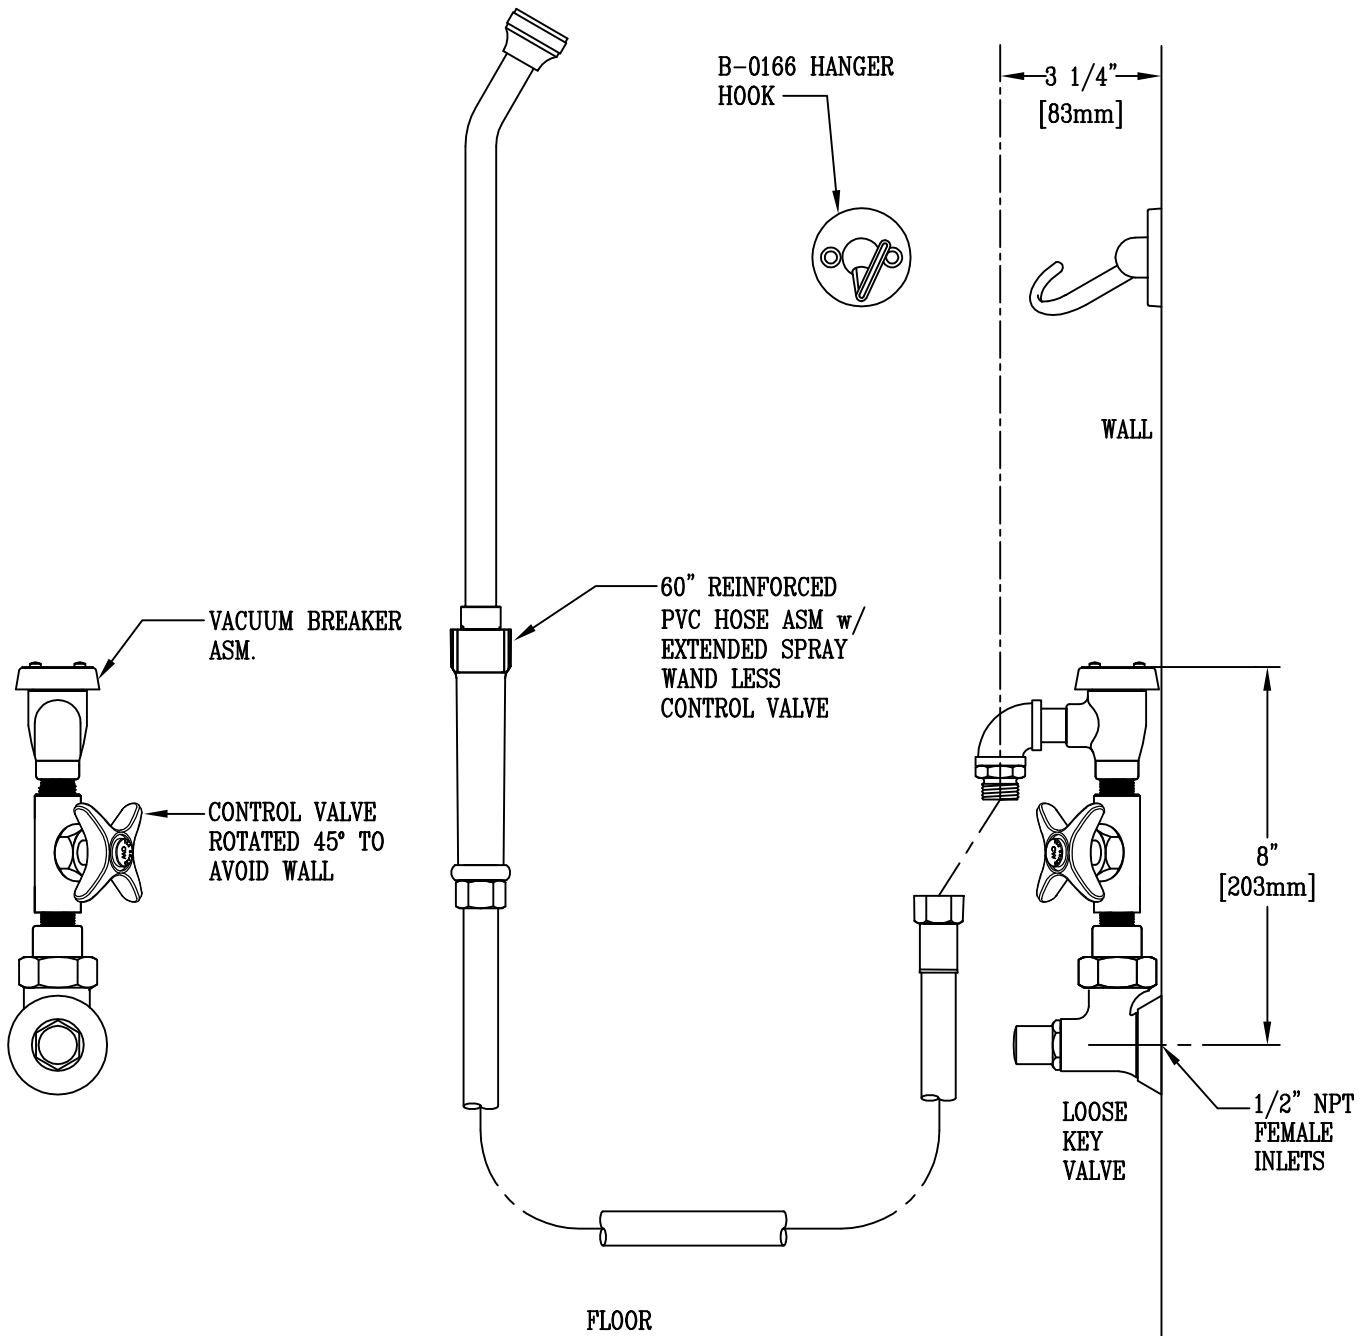 B-0166 HANGER
HOOK
3 1/4"
[83mm]
WALL
60" REINFORCED
PVC HOSE ASM w/
EXTENDED SPRAY
WAND LESS
CONTROL VALVE
VACUUM BREAKER
ASM.
CONTROL VALVE
ROTATED 45° TO
AVOID WALL
8"
[203mm]
LOOSE
KEY
VALVE
1/2" NPT
FEMALE
INLETS
FLOOR